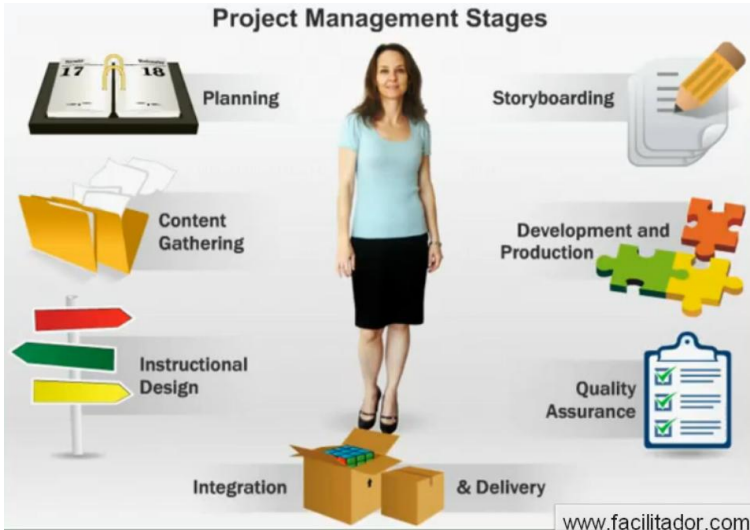 Project Management Stages
17
18
Planning
Storyboarding
Content
Gathering
Development and
Production
Instructional
Design
Quality
Assurance
Integration
& Delivery
www.facilitador.com